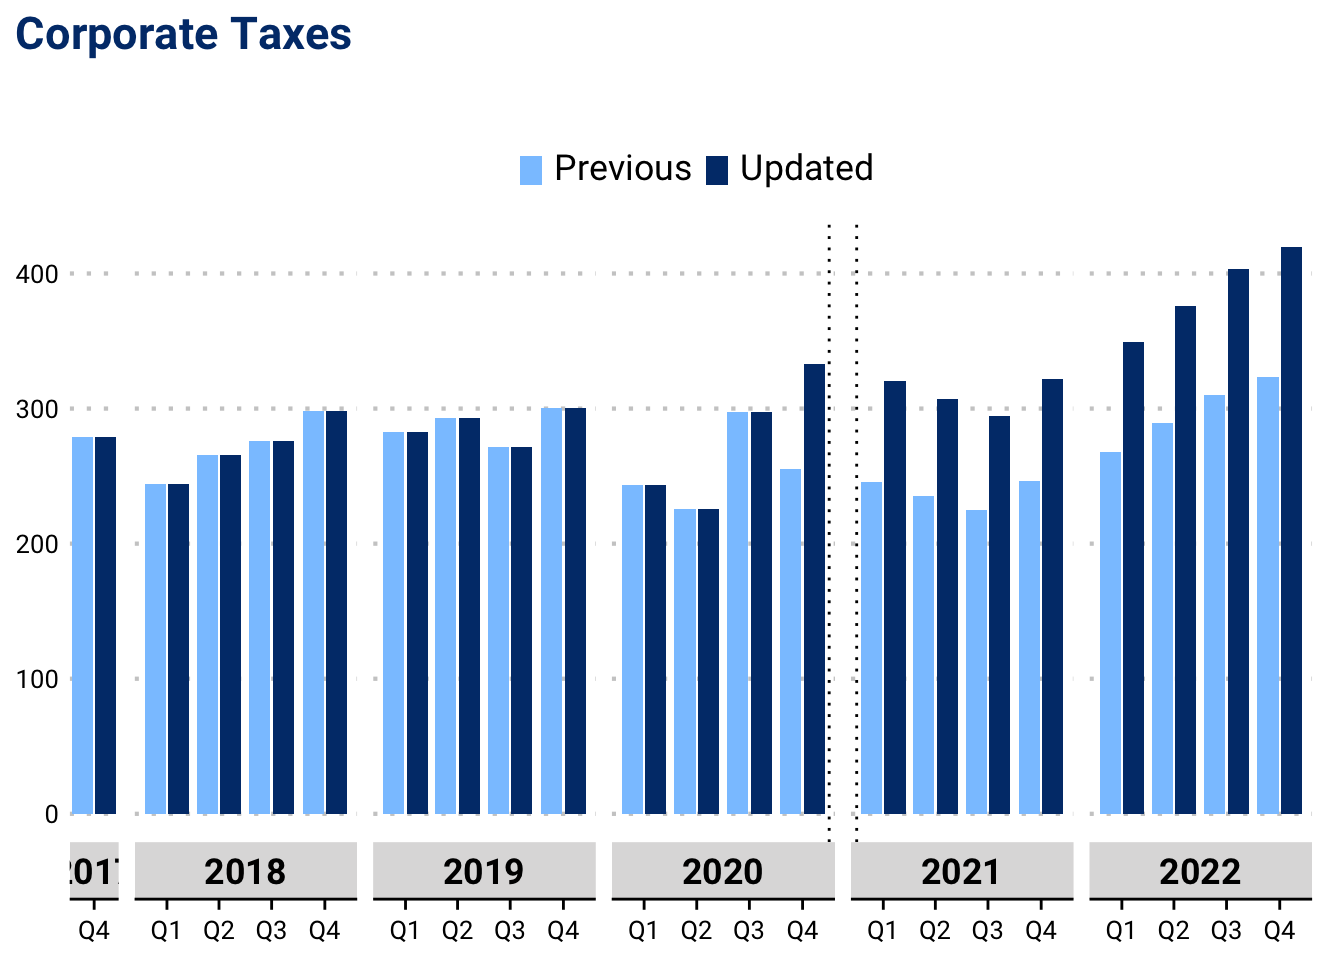 Corporate Taxes
Previous Updated
400
300
200
100
0
2018 2019 2020 2021 2022
Q4 Q1 Q2 Q3 Q4 Q1 Q2 Q3 Q4 Q1 Q2 Q3 Q4 Q1 Q2 Q3 Q4 Q1 Q2 Q3 Q4